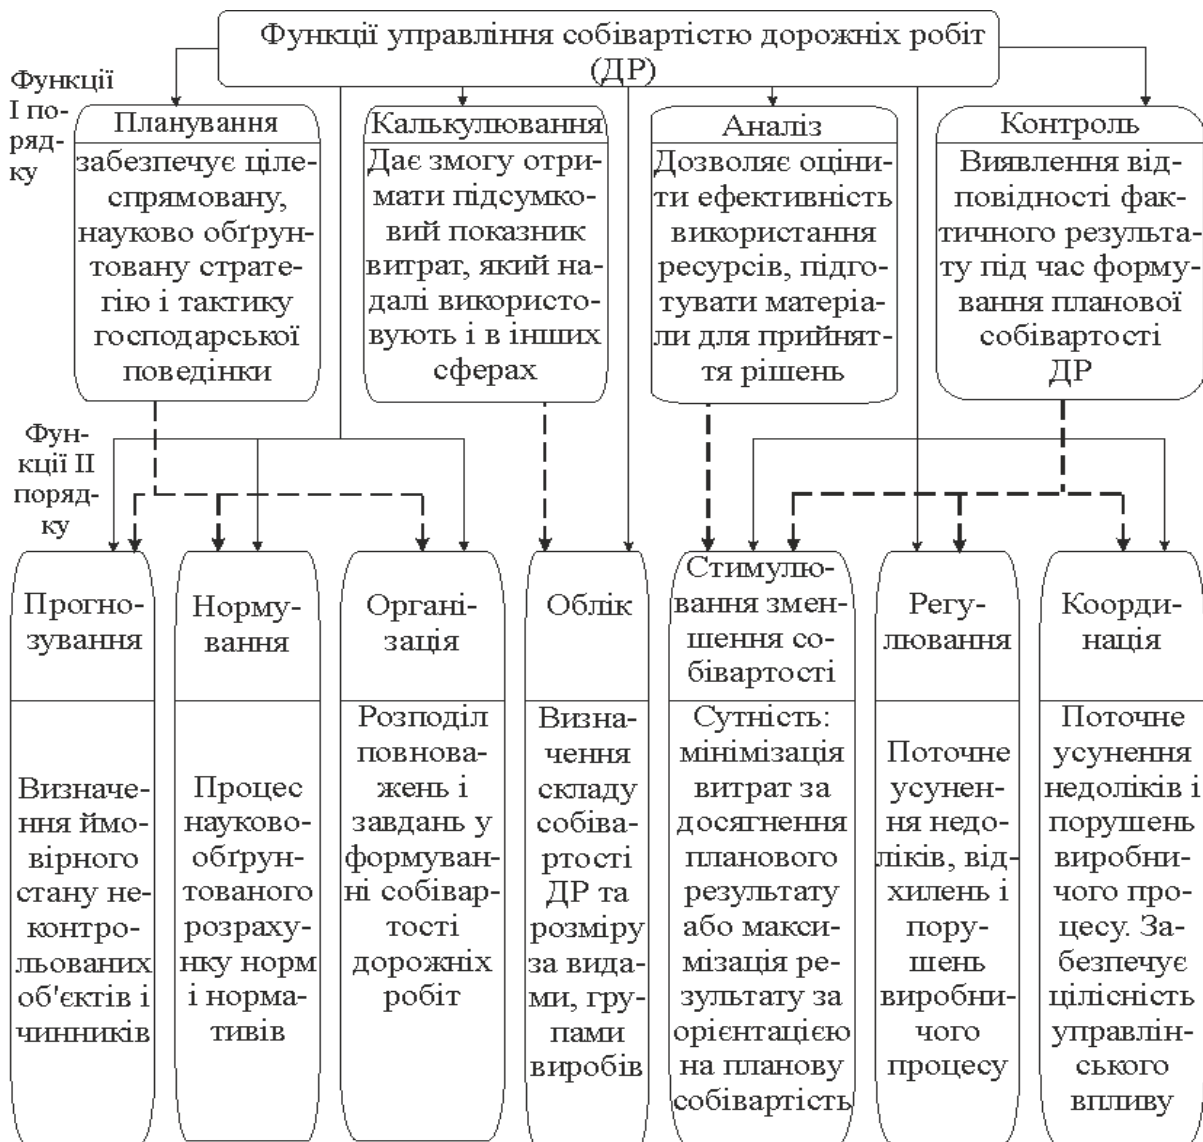 Функції управління собівартістю дорожніх робіт
(ДР)
Функції
I по-
ряд-
ку
Планування
забезпечує ціле-
спрямовану,
науково обґрун-
товану страте-
гію і тактику
господарської
поведінки
Калькулювання
Дає змогу отри-
мати підсумко-
вий показник
витрат, який на-
далі використо-
вують і в інших
сферах
Аналіз
Дозволяє оціни-
ти ефективність
використання
ресурсів, підго-
тувати матеріа-
ли для прийнят-
тя рішень
Контроль
Виявлення від-
повідності фак-
тичного результа-
ту під час форму-
вання планової
собівартості
ДР
Фун-
кції II
поряд-
ку
Прогно-
зування
Визначе-
ння ймо-
вірного
стану не-
контро-
льованих
об'єктів і
чинників
Норму-
вання
Процес
науково-
обґрун-
тованого
розраху-
нку норм
і норма-
тивів
Органі-
зація
Розподіл
повнова-
жень і
завдань у
формуван-
ні собівар-
тості
дорожніх
робіт
Облік
Визна-
чення
складу
собіва-
ртості
ДР та
розміру
за вида-
ми, гру-
пами
виробів
Стимулю-
вання змен-
шення со-
бівартості
Сутність:
мінімізація
витрат за
досягнення
планового
результату
або макси-
мізація ре-
зультату за
орієнтацією
на планову
собівартість
Регу-
лювання
Поточне
усунен-
ня недо-
ліків, від-
хилень і
пору-
шень
виробни-
чого
процесу
Коорди-
нація
Поточне
усунення
недоліків і
порушень
виробни-
чого про-
цесу. За-
безпечує
цілісність
управлін-
ського
впливу